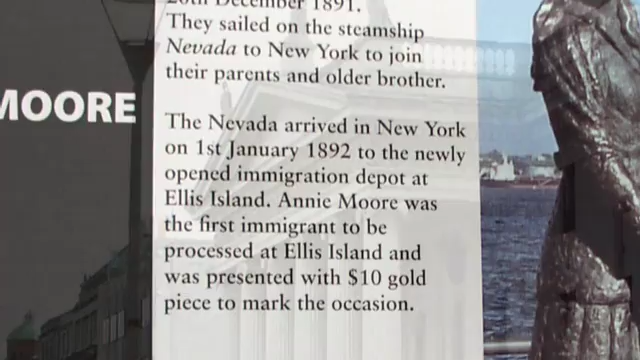 20th December 1891.
They sailed on the steamship
Nevada to New York to join
their parents and older brother.
MOORE
The Nevada arrived in New York
on 1st January 1892 to the newly
opened immigration depot at
Ellis Island. Annie Moore was
the first immigrant to be
processed at Ellis Island and
was presented with $10 gold
piece to mark the occasion.